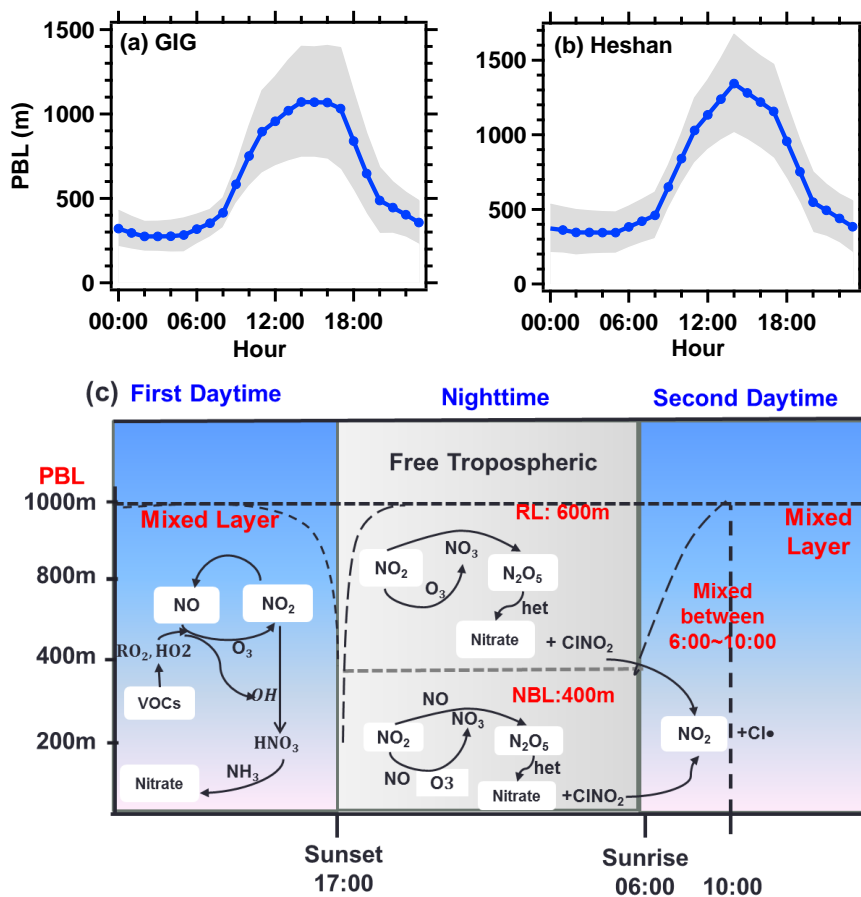 (a) GIG
1500
1000
500
0
PBL (m)
00:00 06:00 12:00 18:00
Hour
(b) Heshan
1500
1000
500
0
00:00 06:00 12:00 18:00
Hour
(c)
First Daytime
Nighttime
Second Daytime
PBL
1000m
800m
400m
200m
Mixed Layer
NO
NO₂
O₃
RO₂, HO2
OH
VOCs
HNO₃
NH₃
Nitrate
Free Tropospheric
RL: 600m
NO₃
NO₂
O₃
N₂O₅
het
Nitrate
+ ClNO₂
NBL:400m
NO
NO₃
NO₂
N₂O₅
NO
O3
het
Nitrate
+ClNO₂
Mixed
Layer
Mixed
between
6:00~10:00
NO₂
+Cl•
Sunset
17:00
Sunrise
06:00
10:00